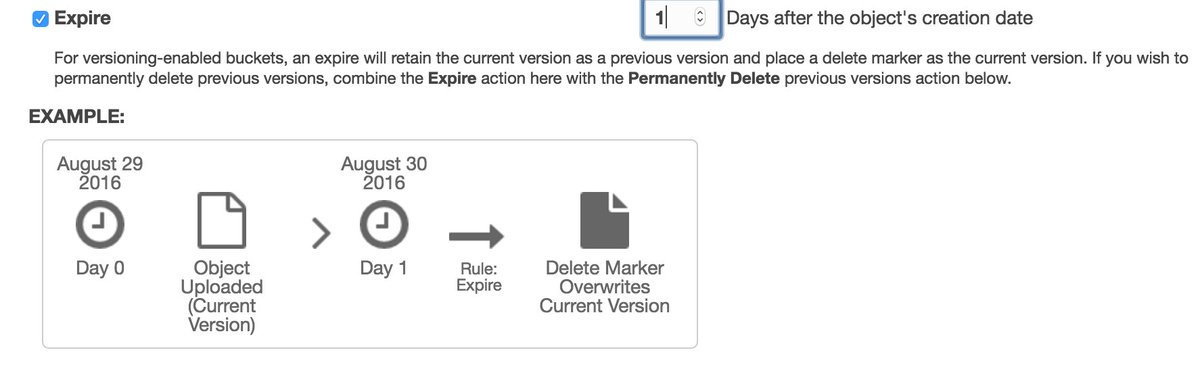 Expire 1 Days after the object's creation date
For versioning-enabled buckets, an expire will retain the current version as a previous version and place a delete marker as the current version. If you wish to
permanently delete previous versions, combine the Expire action here with the Permanently Delete previous versions action below.
EXAMPLE:
August 29
2016
August 30
2016
Day 0
Object
Uploaded
(Current
Version)
Day 1
Rule:
Expire
Delete Marker
Overwrites
Current Version